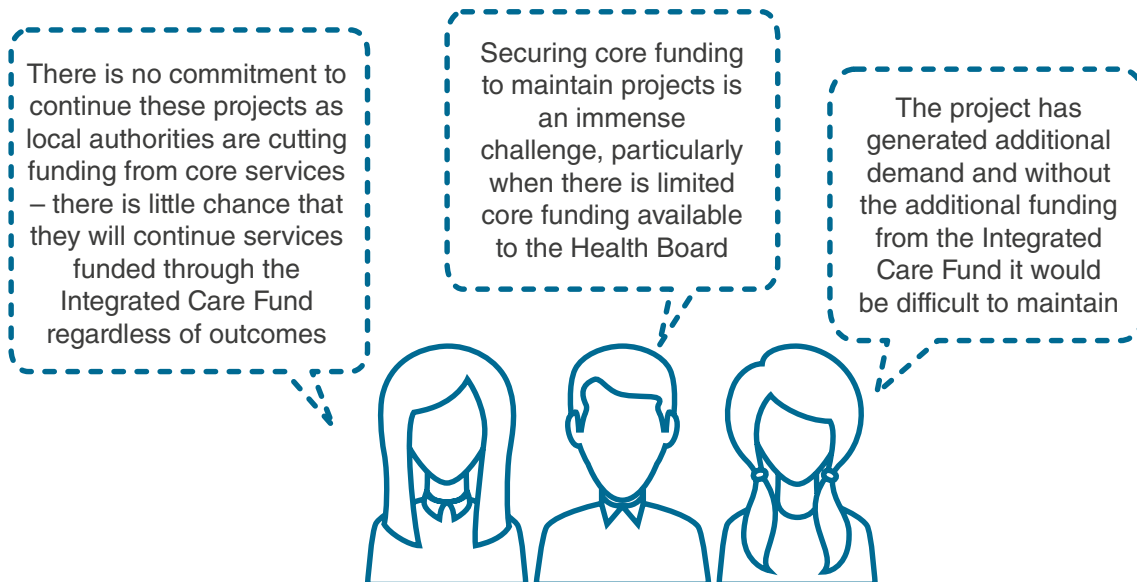 There is no commitment to
continue these projects as
local authorities are cutting
funding from core services
– there is little chance that
they will continue services
funded through the
Integrated Care Fund
regardless of outcomes
Securing core funding
to maintain projects is
an immense
challenge, particularly
when there is limited
core funding available
to the Health Board
The project has
generated additional
demand and without
the additional funding
from the Integrated
Care Fund it would
be difficult to maintain